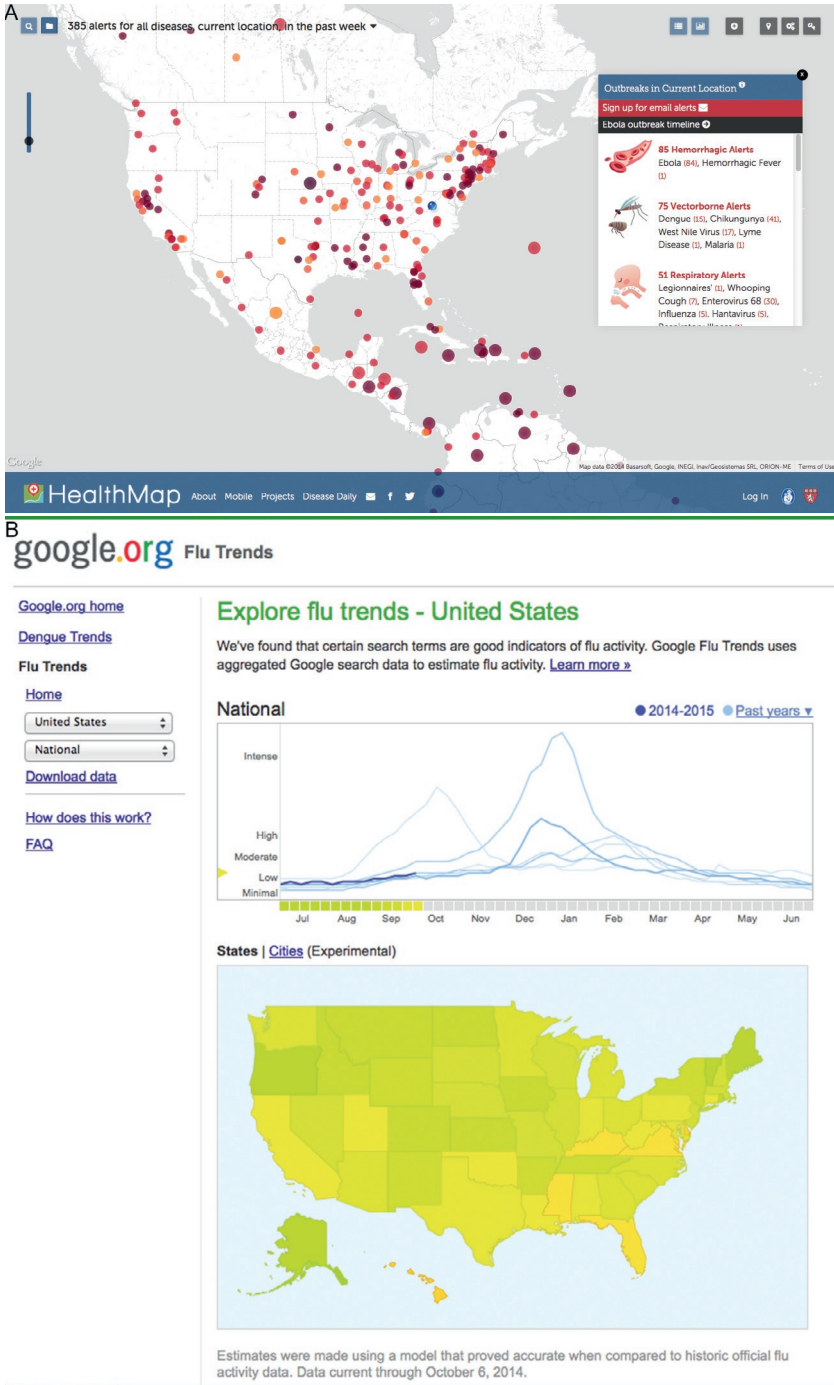 A
385 alerts for all diseases, current location, in the past week
Outbreaks in Current Location
Sign up for email alerts
Ebola outbreak timeline
85 Hemorrhagic Alerts
Ebola (84), Hemorrhagic Fever
(1)
75 Vectorborne Alerts
Dengue (15), Chikungunya (41),
West Nile Virus (17), Lyme
Disease (1), Malaria (1)
51 Respiratory Alerts
Legionnaires' (1), Whooping
Cough (7), Enterovirus 68 (30),
Influenza (5), Hantavirus (5),
Google
Map data ©2014 Basarsoft, Google, INEGI, Inav/Geosistemas SRL, ORION-ME Terms of Use
HealthMap About Mobile Projects Disease Daily f Log In
B
google.org Flu Trends
Google.org home
Dengue Trends
Flu Trends
Home
United States
National
Download data
How does this work?
FAQ
Explore flu trends - United States
We've found that certain search terms are good indicators of flu activity. Google Flu Trends uses
aggregated Google search data to estimate flu activity. Learn more »
National 2014-2015 Past years ▼
Intense
High
Moderate
Low
Minimal
Jul Aug Sep Oct Nov Dec Jan Feb Mar Apr May Jun
States | Cities (Experimental)
Estimates were made using a model that proved accurate when compared to historic official flu
activity data. Data current through October 6, 2014.